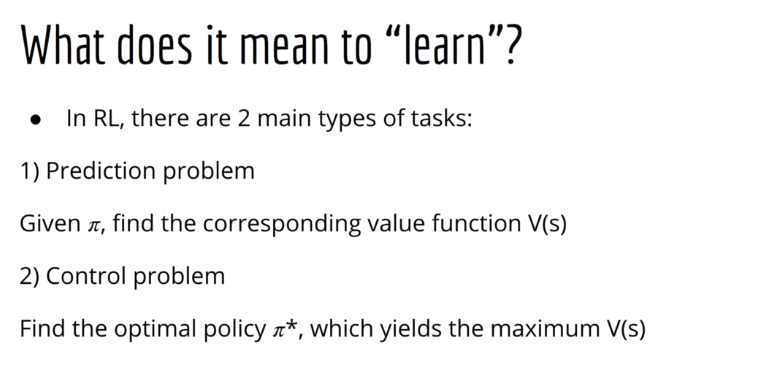 What does it mean to “learn”?
● In RL, there are 2 main types of tasks:
1) Prediction problem
Given π, find the corresponding value function V(s)
2) Control problem
Find the optimal policy π*, which yields the maximum V(s)